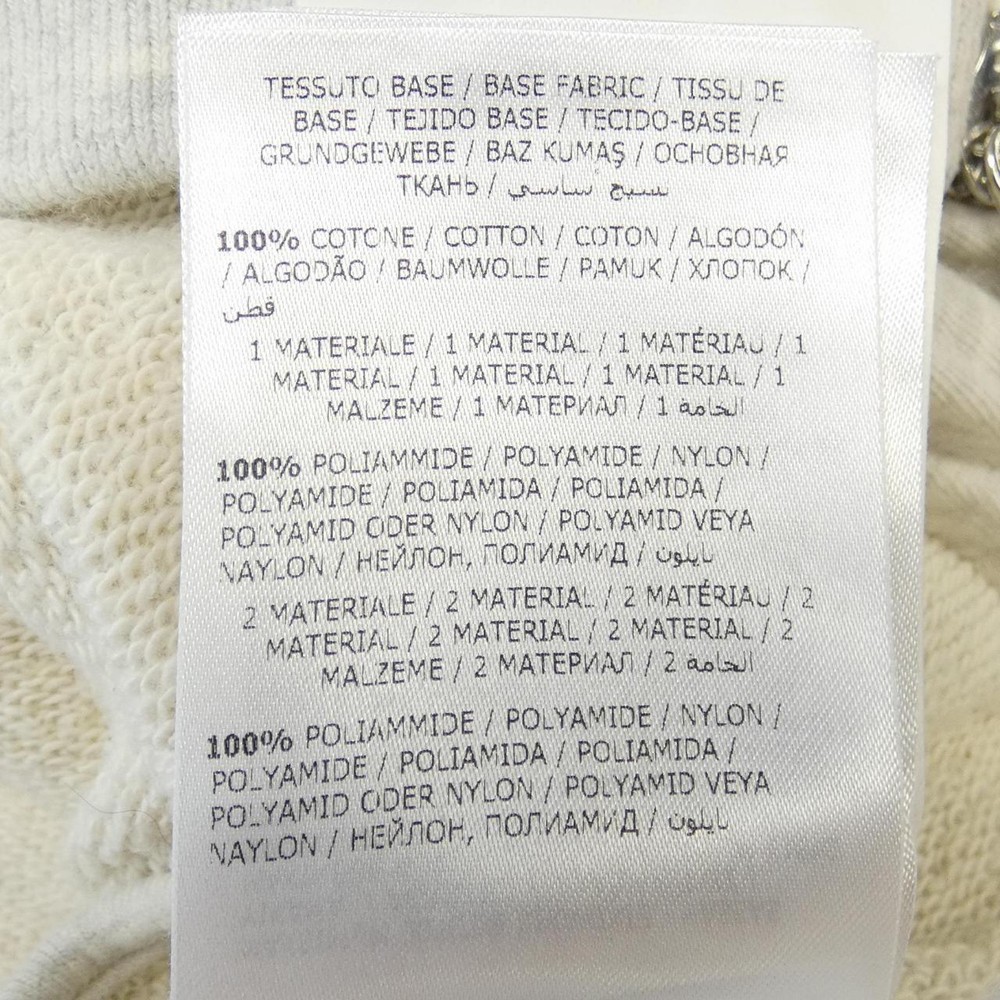 TESSUTO BASE / BASE FABRIC / TISSU DE
BASE / TEJIDO BASE / TECIDO-BASE /
GRUNDGEWEBE / BAZ KUMAŞ / ОСНОВНАЯ
ТКАНЬ / نسيج أساسي
100% COTONE / COTTON / COTON / ALGODÓN
/ ALGODÃO / BAUMWOLLE / PAMUK / ХЛОПОК /
قطن
1 MATERIALE / 1 MATERIAL / 1 MATÉRIAU / 1
MATERIAL / 1 MATERIAL / 1 MATERIAL / 1
MALZEME / 1 МАТЕРИАЛ / 1 الخامة
100% POLIAMMIDE / POLYAMIDE / NYLON /
POLYAMIDE / POLIAMIDA / POLIAMIDA /
POLYAMID ODER NYLON / POLYAMID VEYA
NAYLON / НЕЙЛОН, ПОЛИАМИД / نايلون
2 MATERIALE / 2 MATERIAL / 2 MATÉRIAU / 2
MATERIAL / 2 MATERIAL / 2 MATERIAL / 2
MALZEME / 2 МАТЕРИАЛ / 2 الخامة
100% POLIAMMIDE / POLYAMIDE / NYLON /
POLYAMIDE / POLIAMIDA / POLIAMIDA /
POLYAMID ODER NYLON / POLYAMID VEYA
NAYLON / НЕЙЛОН, ПОЛИАМИД / نايلون